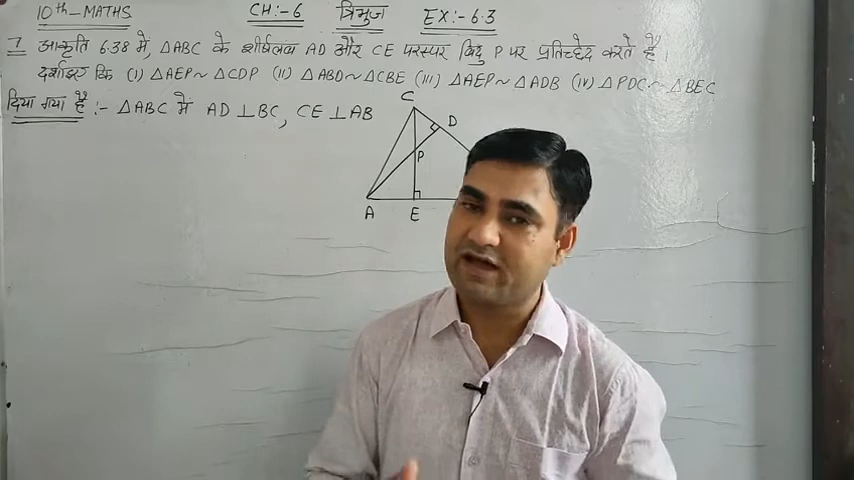 10th-MATHS CH:-6 त्रिभुज EX:-6.3
7 आकृति 6.38 में, △ABC के शीर्षलंब AD और CE परस्पर बिंदु P पर प्रतिच्छेद करते हैं।
दर्शाइए कि (i) △AEP ~ △CDP (ii) △ABD ~ △CBE (iii) △AEP ~ △ADB (iv) △PDC ~ △BEC
दिया गया है :- △ABC में AD ⊥ BC, CE ⊥ AB
C
D
P
A E